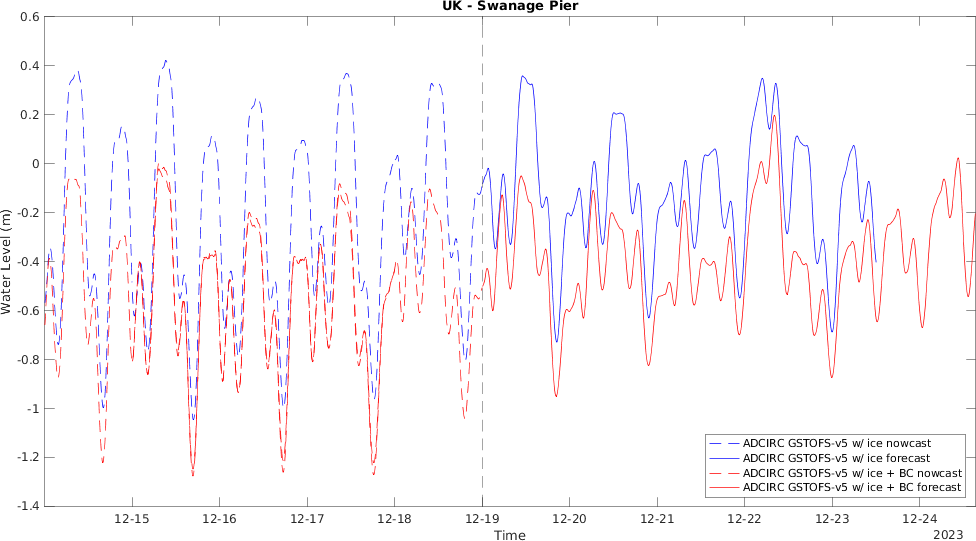 UK - Swanage Pier
0.6
0.4
0.2
0
-0.2
-0.4
-0.6
-0.8
-1
-1.2
-1.4
Water Level (m)
12-15 12-16 12-17 12-18 12-19 12-20 12-21 12-22 12-23 12-24
Time
2023
ADCIRC GSTOFS-v5 w/ ice nowcast
ADCIRC GSTOFS-v5 w/ ice forecast
ADCIRC GSTOFS-v5 w/ ice + BC nowcast
ADCIRC GSTOFS-v5 w/ ice + BC forecast